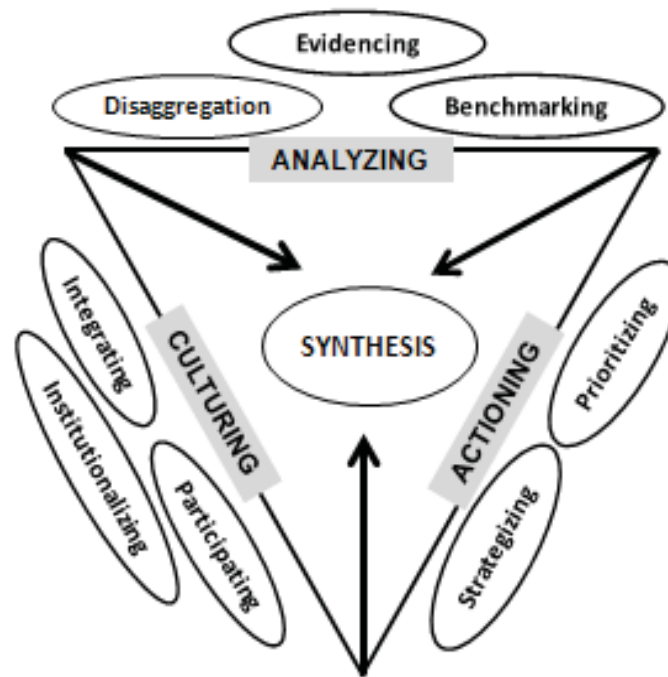 Evidencing
Disaggregation
Benchmarking
ANALYZING
Integrating
Institutionalizing
Participating
CULTURING
SYNTHESIS
ACTIONING
Prioritizing
Strategizing